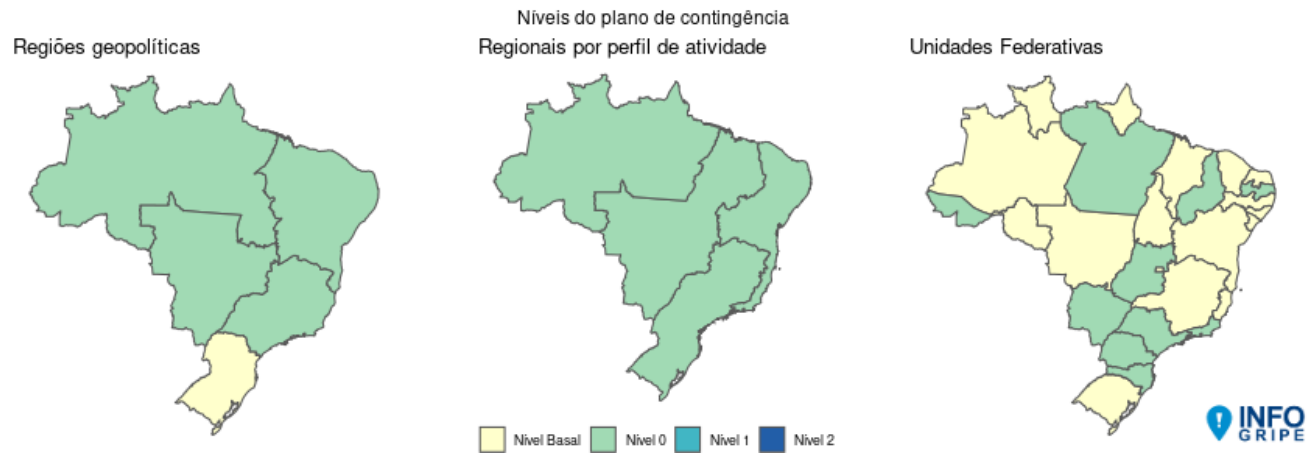 Níveis do plano de contingência
Regiões geopolíticas
Regionais por perfil de atividade
Unidades Federativas
Nível Basal
Nível 0
Nível 1
Nível 2
INFO
GRIPE